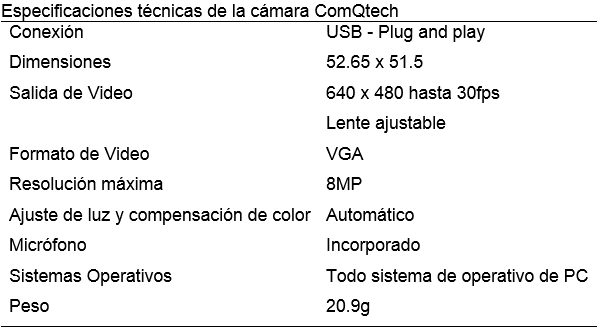 Especificaciones técnicas de la cámara ComQtech
Conexión USB - Plug and play
Dimensiones 52.65 x 51.5
Salida de Video 640 x 480 hasta 30fps
Lente ajustable
Formato de Video VGA
Resolución máxima 8MP
Ajuste de luz y compensación de color Automático
Micrófono Incorporado
Sistemas Operativos Todo sistema de operativo de PC
Peso 20.9g